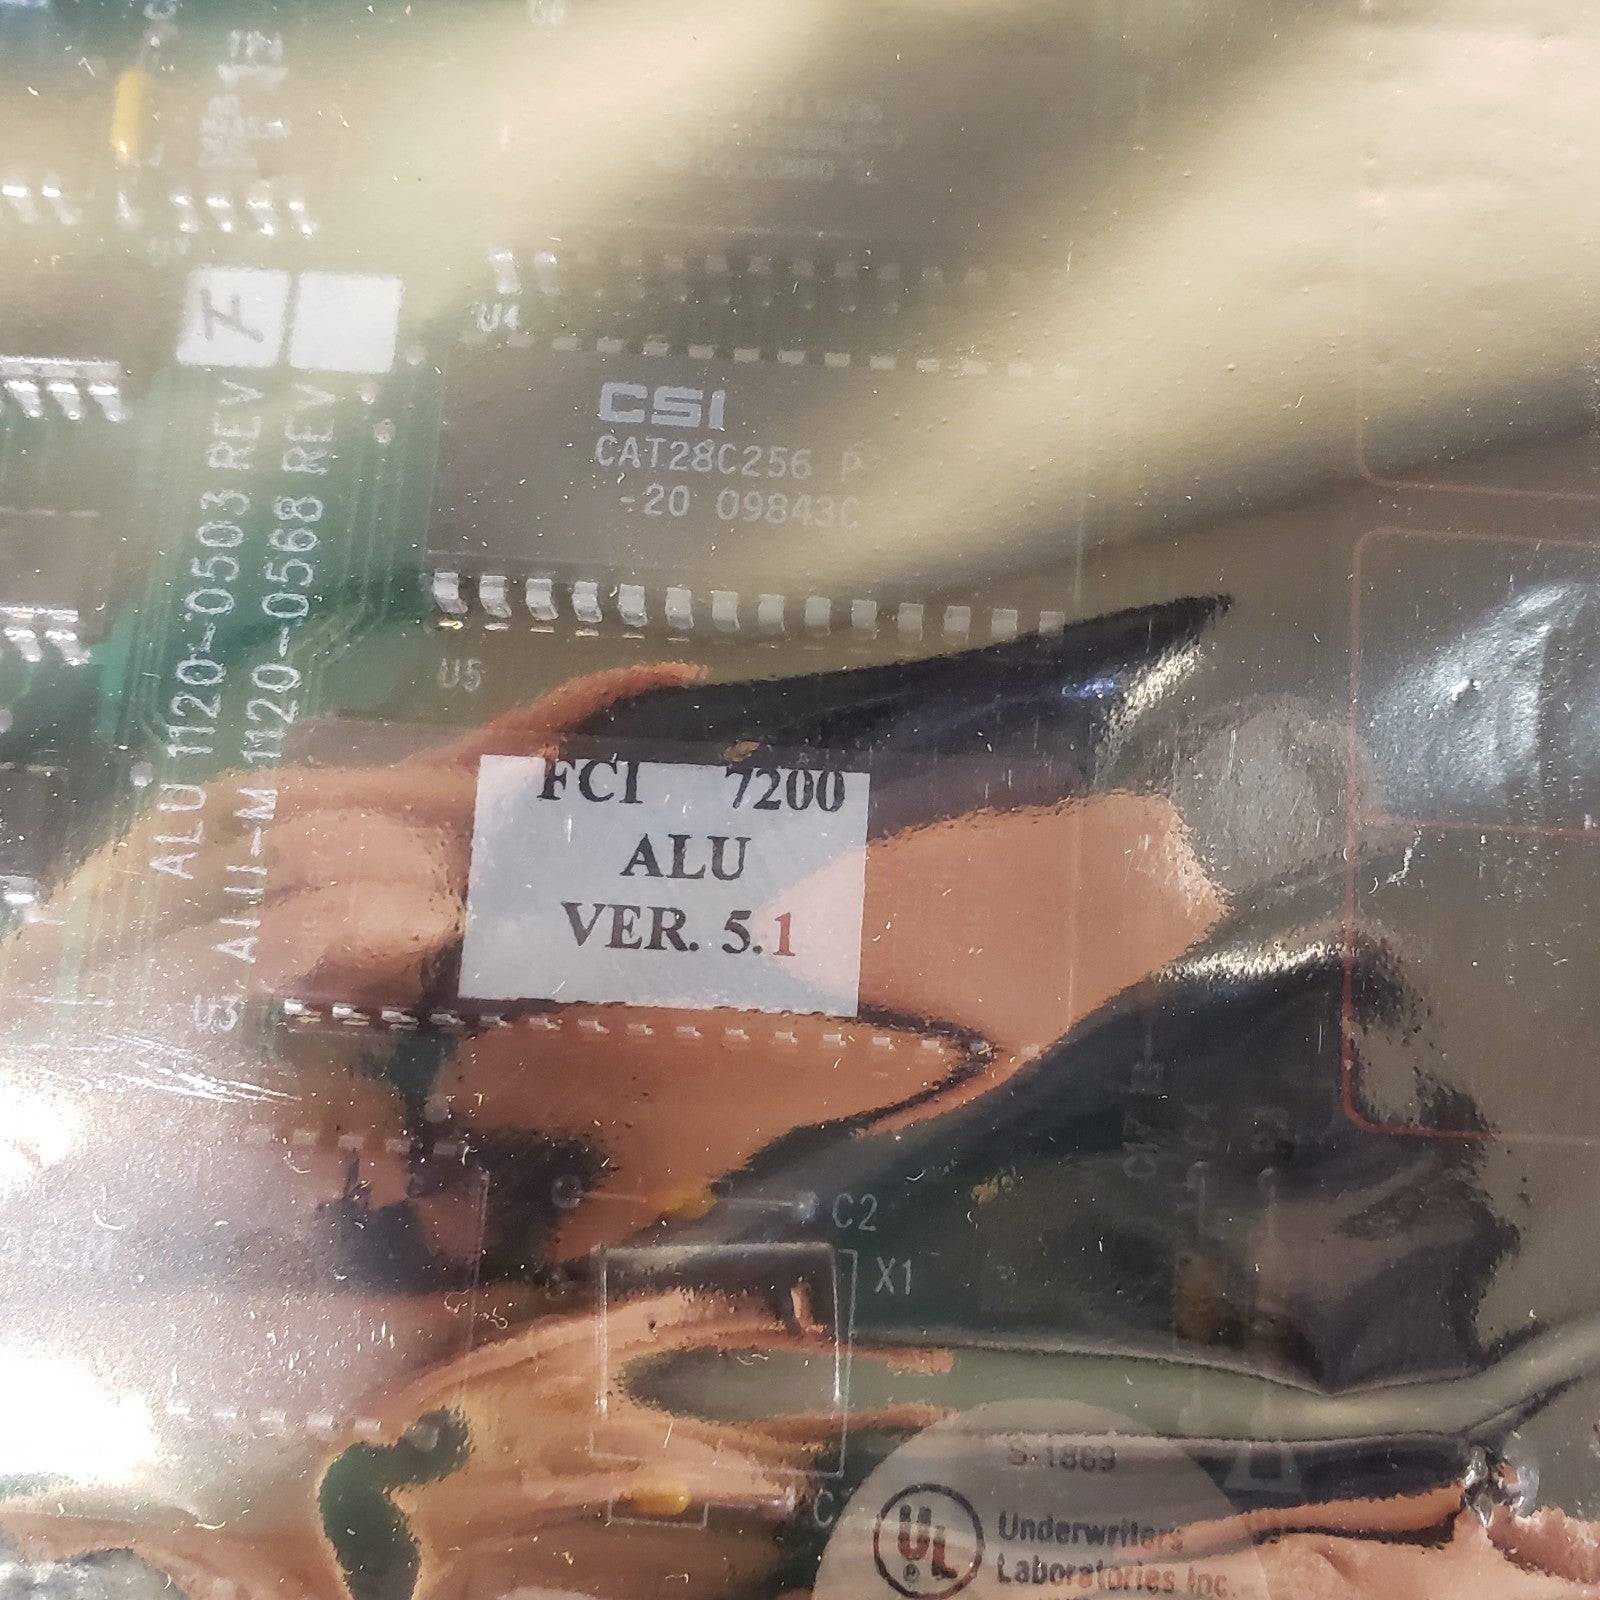 U4
CSI
CAT28C256 P
-20 09843C
ALU 1120-0503 REV
ALU-M 1120-0568 REV
U5
FCI 7200
ALU
VER. 5.1
U3
C2
X1
S-1869
UL
®
Underwriters
Laboratories Inc.